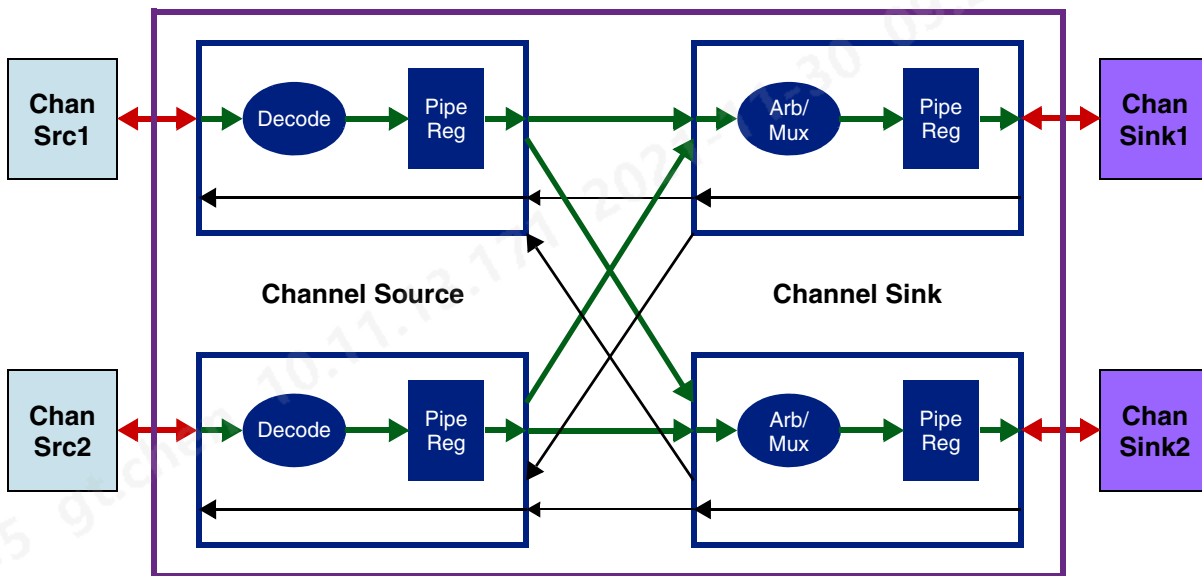 Chan
Src1
Decode
Pipe
Reg
Arb/
Mux
Pipe
Reg
Chan
Sink1
Channel Source
Channel Sink
Chan
Src2
Decode
Pipe
Reg
Arb/
Mux
Pipe
Reg
Chan
Sink2